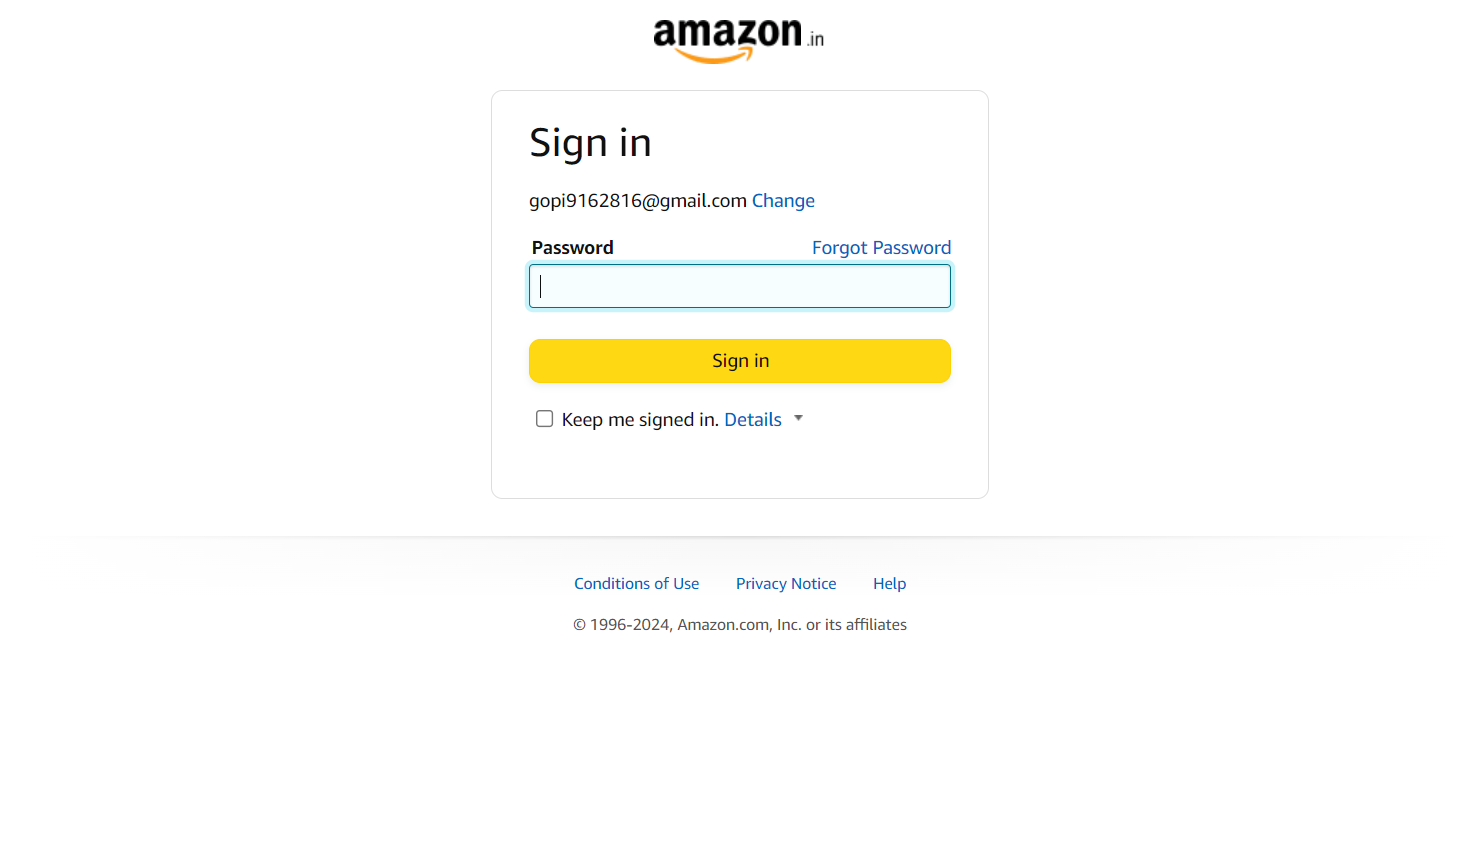 amazon.in
Sign in
gopi9162816@gmail.com Change
Password Forgot Password
Sign in
Keep me signed in. Details
Conditions of Use Privacy Notice Help
© 1996-2024, Amazon.com, Inc. or its affiliates